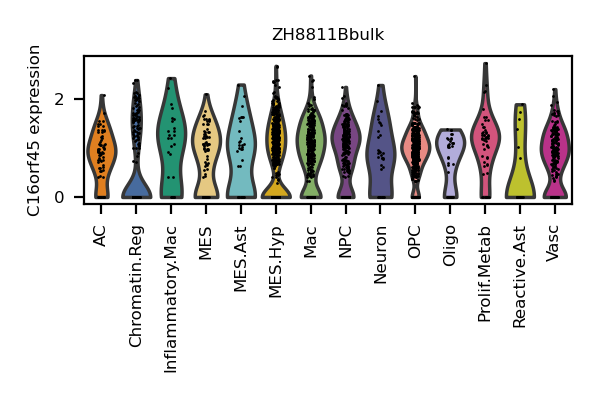 ZH8811Bbulk
C16orf45 expression
2
0
AC
Chromatin.Reg
Inflammatory.Mac
MES
MES.Ast
MES.Hyp
Mac
NPC
Neuron
OPC
Oligo
Prolif.Metab
Reactive.Ast
Vasc